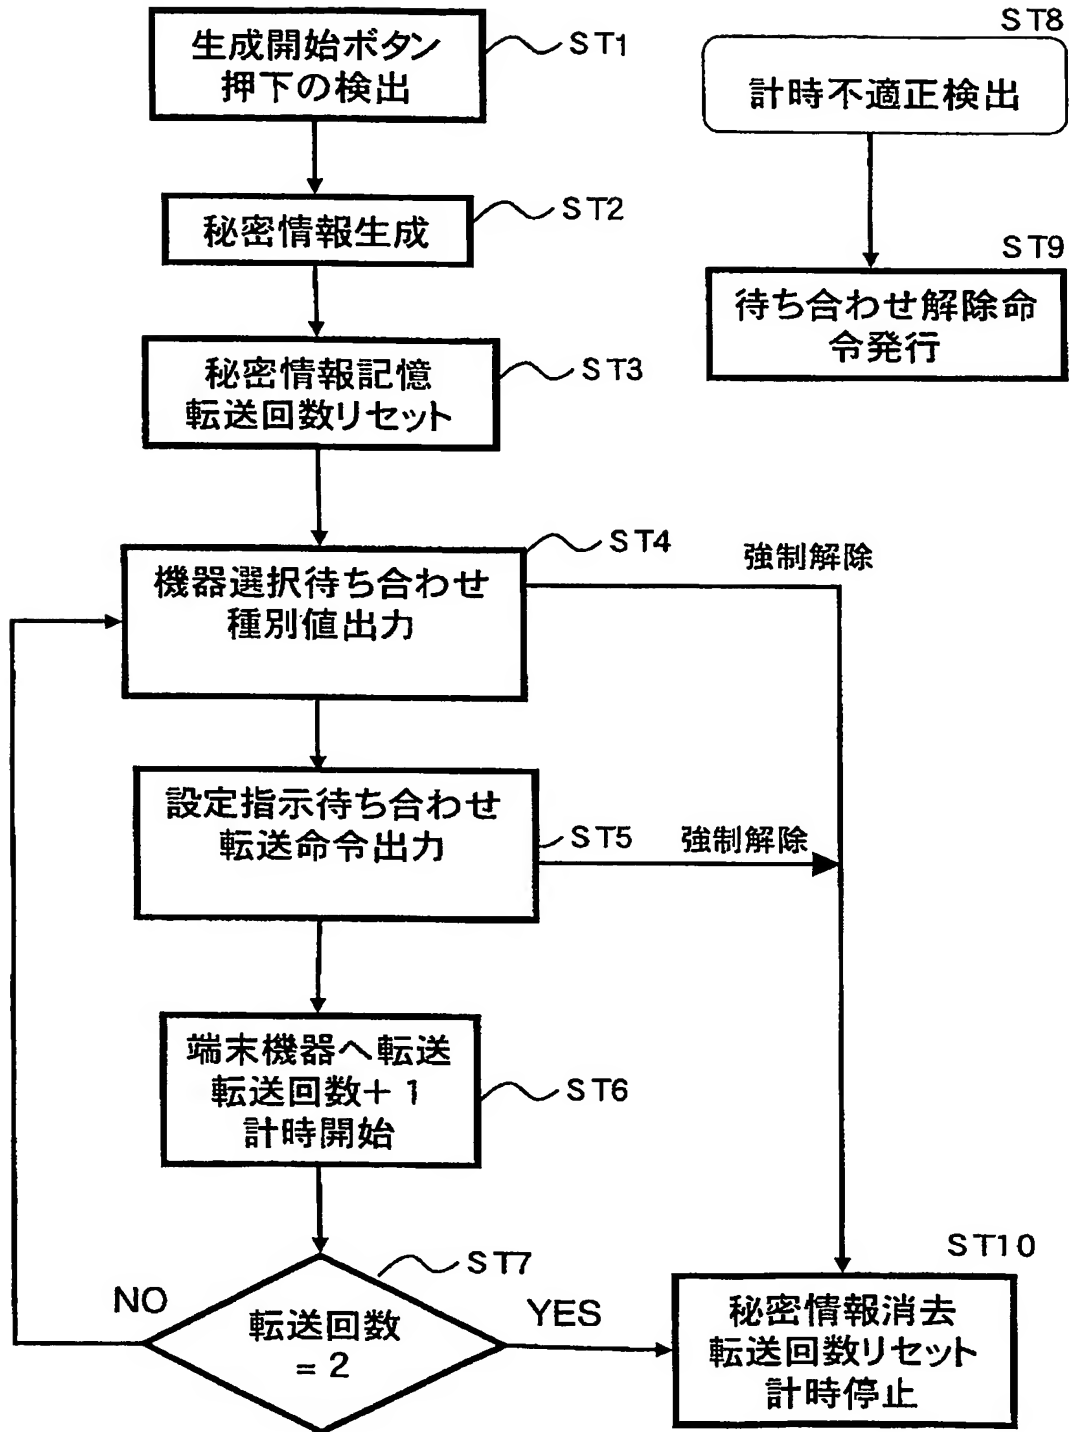 生成開始ボタン
押下の検出
ST1
秘密情報生成
ST2
秘密情報記憶
転送回数リセット
ST3
機器選択待ち合わせ
種別値出力
ST4
強制解除
設定指示待ち合わせ
転送命令出力
ST5
強制解除
端末機器へ転送
転送回数+1
計時開始
ST6
転送回数
=2
ST7
NO
YES
ST8
計時不適正検出
ST9
待ち合わせ解除命
令発行
ST10
秘密情報消去
転送回数リセット
計時停止